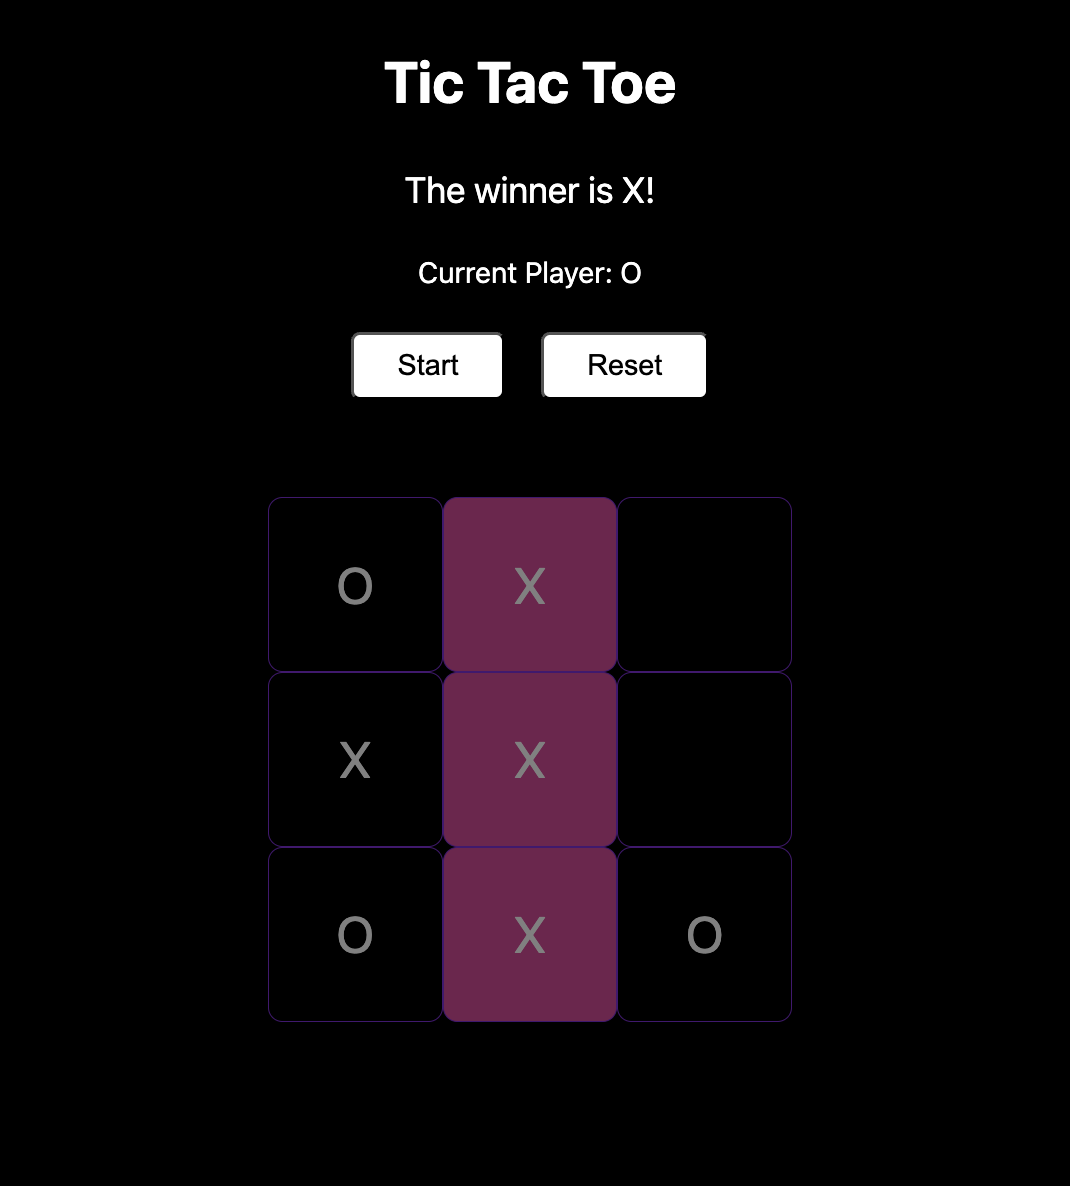 Tic Tac Toe
The winner is X!
Current Player: O
Start Reset
O X
X X
O X O